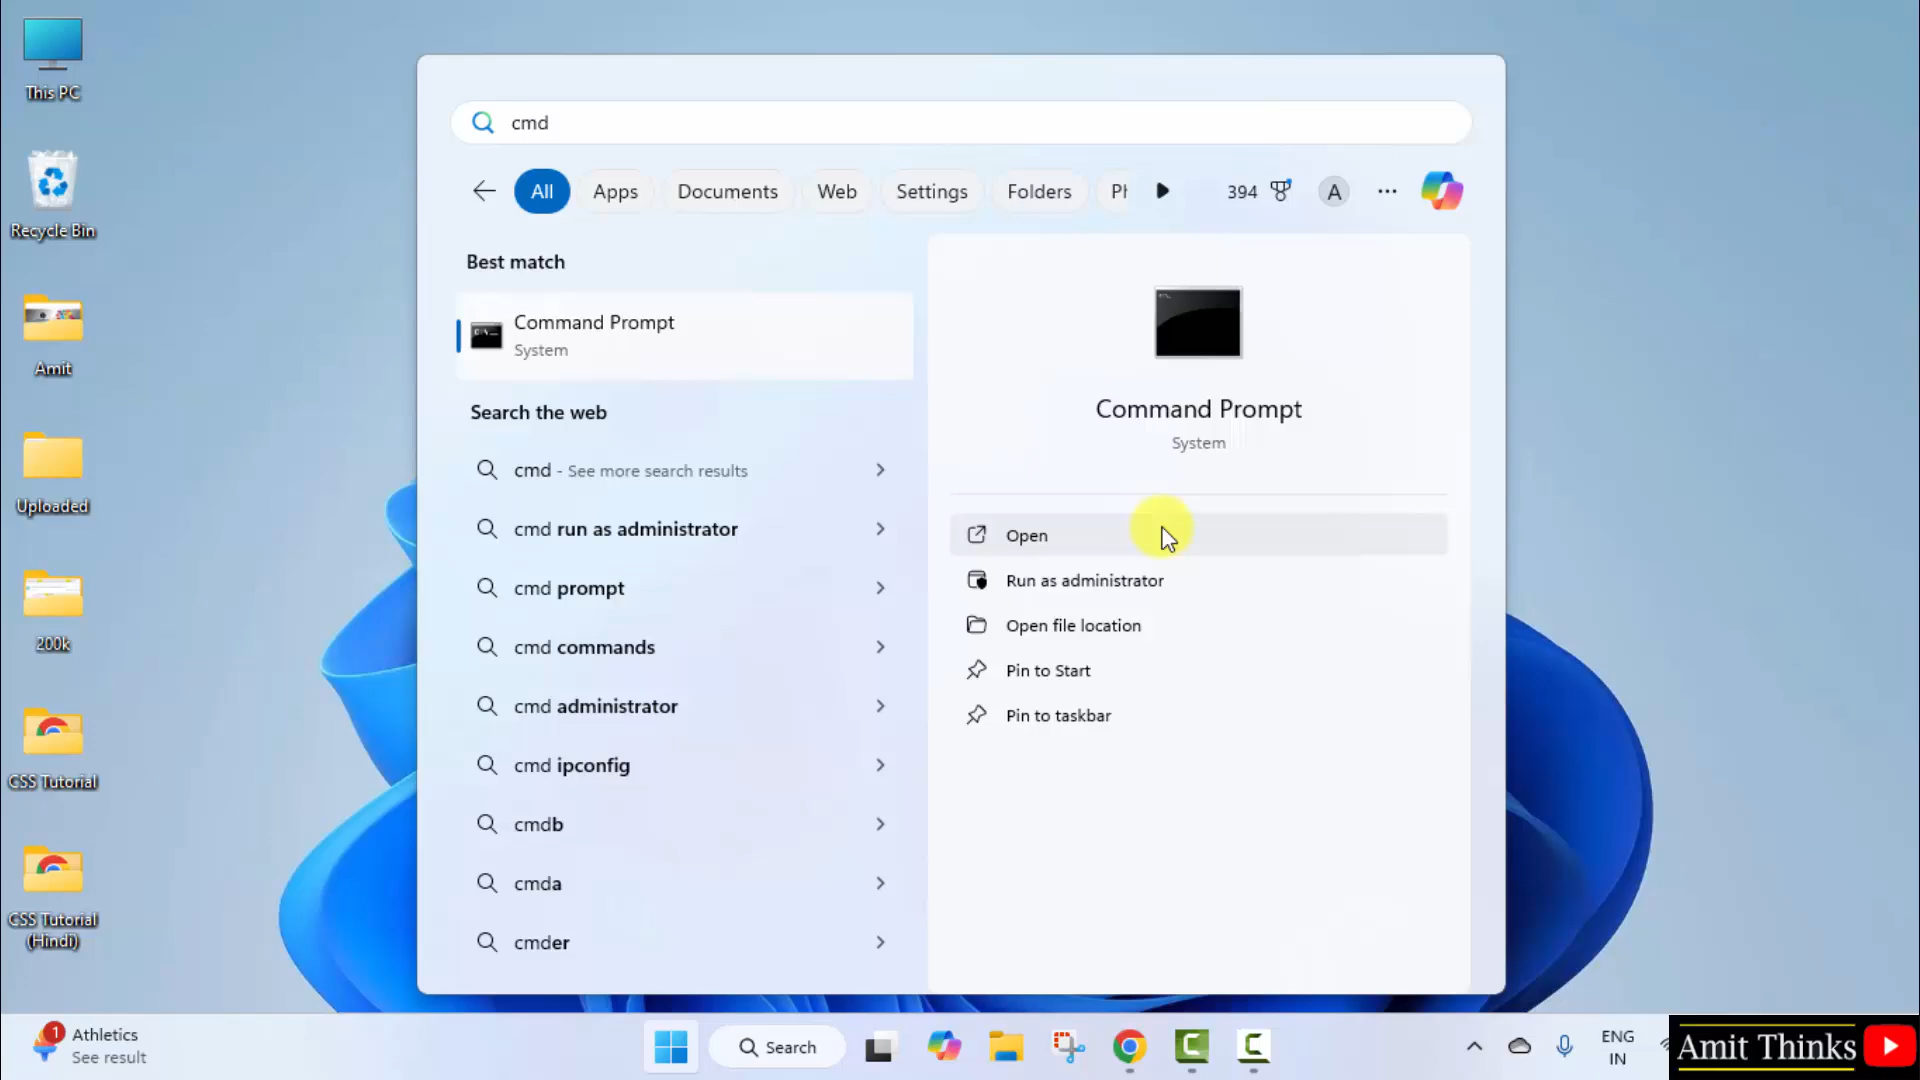 This PC
Recycle Bin
Amit
Uploaded
200k
CSS Tutorial
CSS Tutorial
(Hindi)
cmd
All
Apps
Documents
Web
Settings
Folders
394
A
Best match
Command Prompt
System
Search the web
cmd - See more search results
cmd run as administrator
cmd prompt
cmd commands
cmd administrator
cmd ipconfig
cmdb
cmda
cmder
Command Prompt
System
Open
Run as administrator
Open file location
Pin to Start
Pin to taskbar
1
Athletics
See result
Search
ENG
IN
Amit Thinks